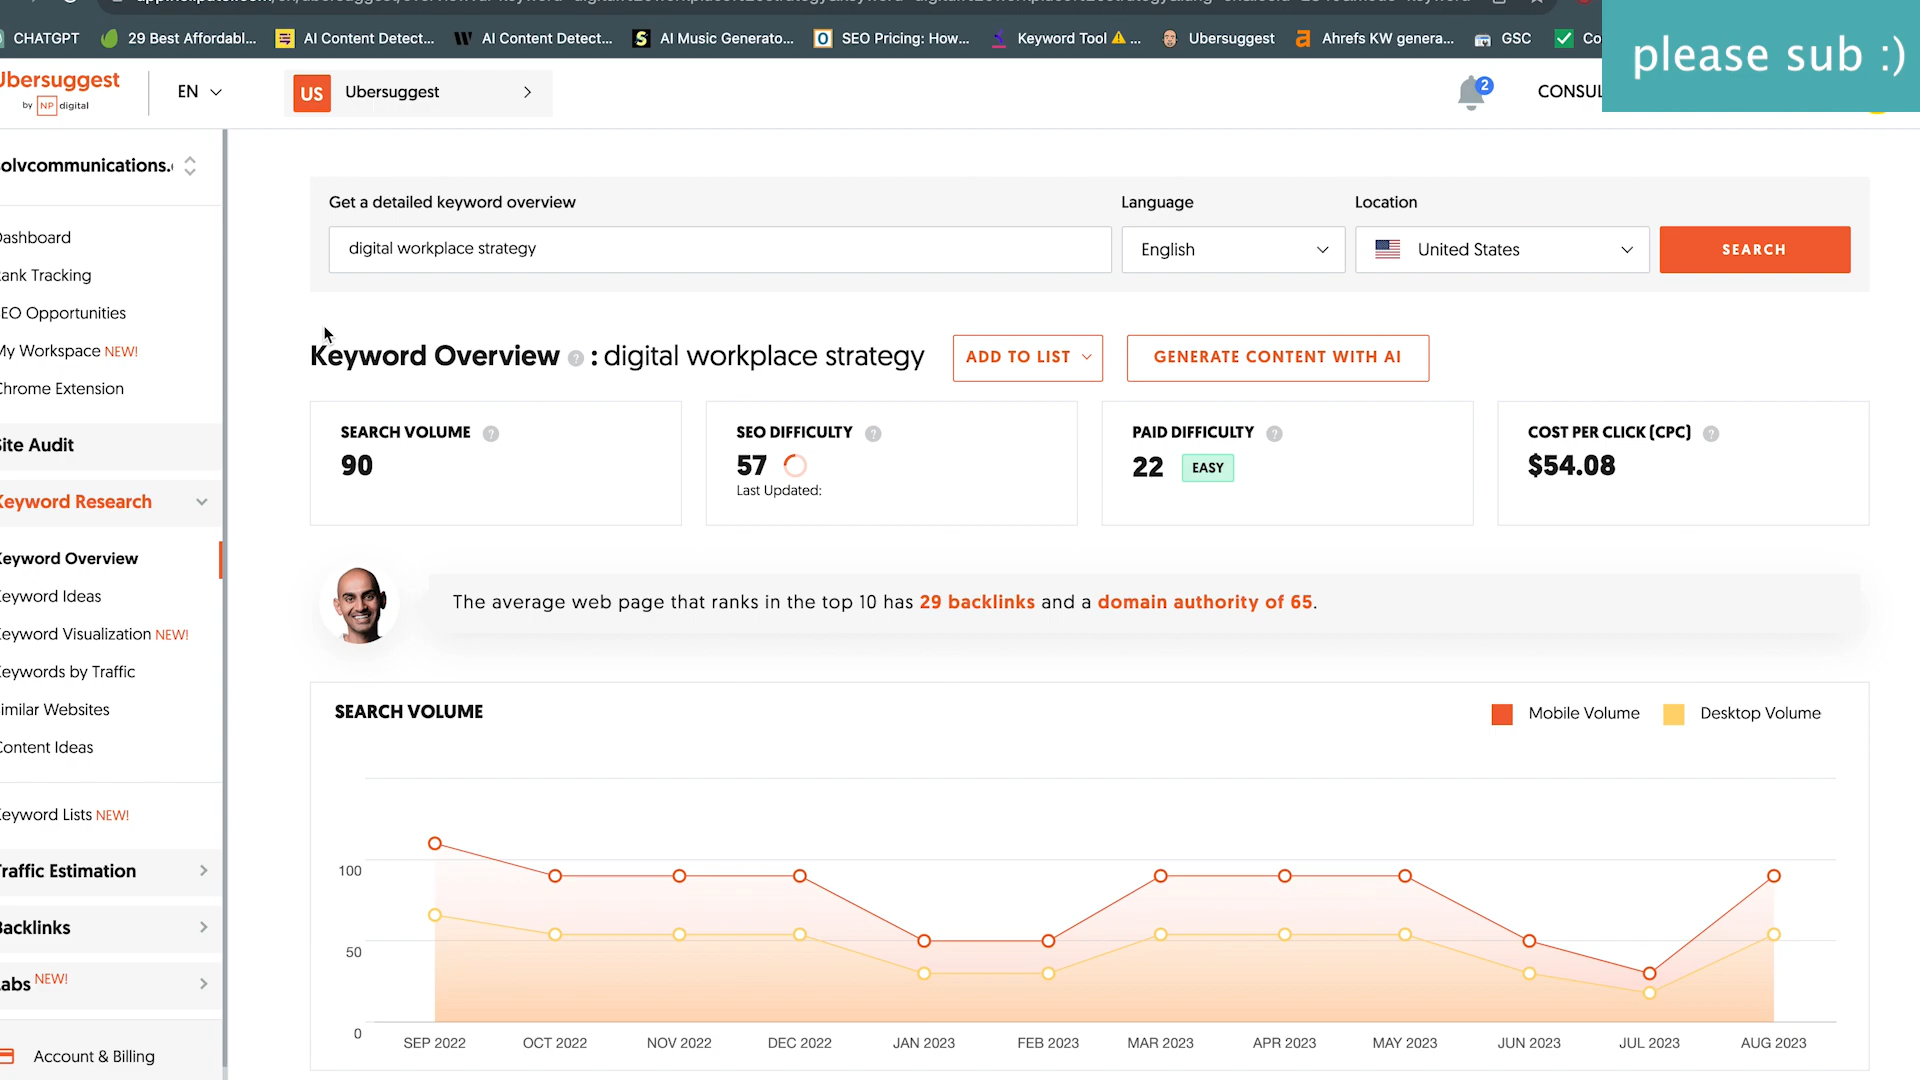 CHATGPT
29 Best Affordabl...
AI Content Detect...
AI Content Detect...
AI Music Generato...
SEO Pricing: How...
Keyword Tool ...
Ubersuggest
Ahrefs KW genera...
GSC
Co
please sub :)
Ubersuggest
by NP digital
EN
US Ubersuggest
2
CONSUL
olvcommunications.
Dashboard
ank Tracking
EO Opportunities
My Workspace NEW!
Chrome Extension
ite Audit
Keyword Research
Keyword Overview
eyword Ideas
eyword Visualization NEW!
eywords by Traffic
imilar Websites
Content Ideas
eyword Lists NEW!
Traffic Estimation
Backlinks
abs NEW!
Account & Billing
Get a detailed keyword overview
Language
Location
digital workplace strategy
English
United States
SEARCH
Keyword Overview ? : digital workplace strategy
ADD TO LIST
GENERATE CONTENT WITH AI
SEARCH VOLUME ?
90
SEO DIFFICULTY ?
57
Last Updated:
PAID DIFFICULTY ?
22 EASY
COST PER CLICK (CPC) ?
$54.08
The average web page that ranks in the top 10 has 29 backlinks and a domain authority of 65.
SEARCH VOLUME
Mobile Volume
Desktop Volume
100
50
0
SEP 2022
OCT 2022
NOV 2022
DEC 2022
JAN 2023
FEB 2023
MAR 2023
APR 2023
MAY 2023
JUN 2023
JUL 2023
AUG 2023